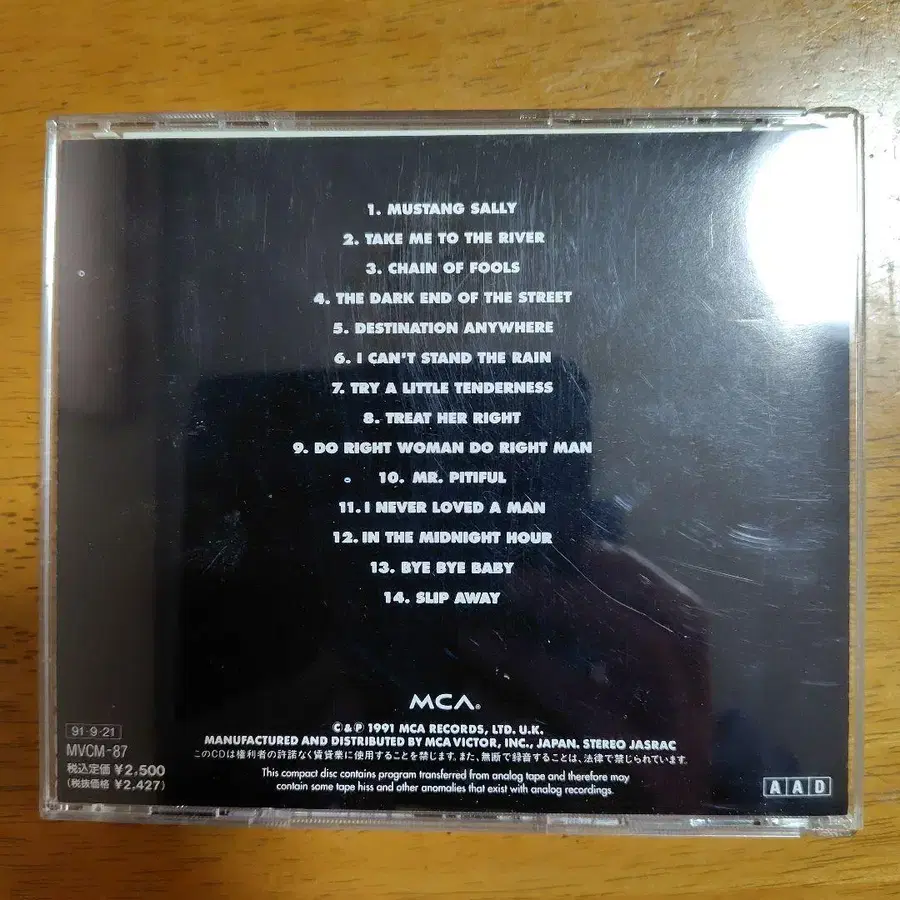 1. MUSTANG SALLY
2. TAKE ME TO THE RIVER
3. CHAIN OF FOOLS
4. THE DARK END OF THE STREET
5. DESTINATION ANYWHERE
6. I CAN'T STAND THE RAIN
7. TRY A LITTLE TENDERNESS
8. TREAT HER RIGHT
9. DO RIGHT WOMAN DO RIGHT MAN
10. MR. PITIFUL
11. I NEVER LOVED A MAN
12. IN THE MIDNIGHT HOUR
13. BYE BYE BABY
14. SLIP AWAY
MCA®
©&℗ 1991 MCA RECORDS, LTD. U.K.
MANUFACTURED AND DISTRIBUTED BY MCA VICTOR, INC., JAPAN. STEREO JASRAC
このCDは権利者の許諾なく賃貸業に使用することを禁じます。また、無断で録音することは、法律で禁じられています。
This compact disc contains program transferred from analog tape and therefore may
contain some tape hiss and other anomalies that exist with analog recordings.
91・9・21
MVCM-87
税込定価 ¥2,500
(税抜価格 ¥2,427)
A A D